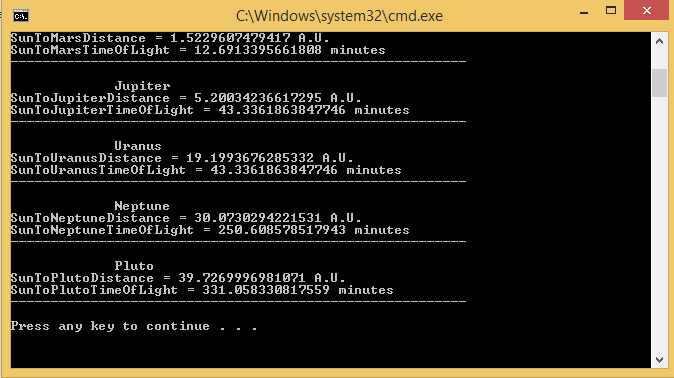 C:\Windows\system32\cmd.exe
SunToMarsDistance = 1.5229607479417 A.U.
SunToMarsTimeOfLight = 12.6913395661808 minutes
---------------------------------------------------------
Jupiter
SunToJupiterDistance = 5.20034236617295 A.U.
SunToJupiterTimeOfLight = 43.3361863847746 minutes
---------------------------------------------------------
Uranus
SunToUranusDistance = 19.1993676285332 A.U.
SunToUranusTimeOfLight = 43.3361863847746 minutes
---------------------------------------------------------
Neptune
SunToNeptuneDistance = 30.0730294221531 A.U.
SunToNeptuneTimeOfLight = 250.608578517943 minutes
---------------------------------------------------------
Pluto
SunToPlutoDistance = 39.7269996981071 A.U.
SunToPlutoTimeOfLight = 331.058330817559 minutes
---------------------------------------------------------
Press any key to continue . . .